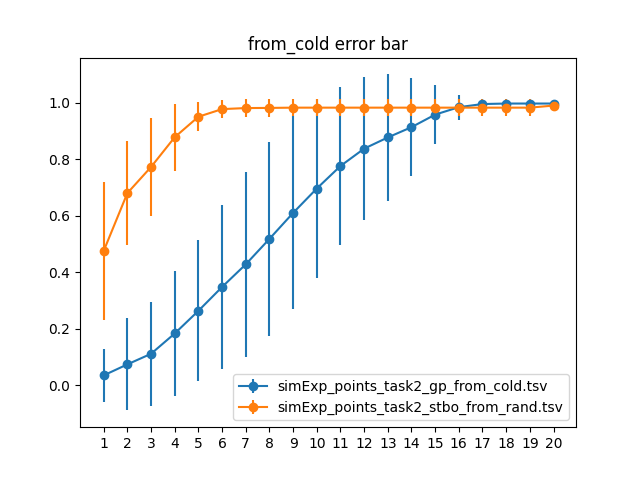 from_cold error bar
1.0
0.8
0.6
0.4
0.2
0.0
simExp_points_task2_gp_from_cold.tsv
simExp_points_task2_stbo_from_rand.tsv
1 2 3 4 5 6 7 8 9 10 11 12 13 14 15 16 17 18 19 20